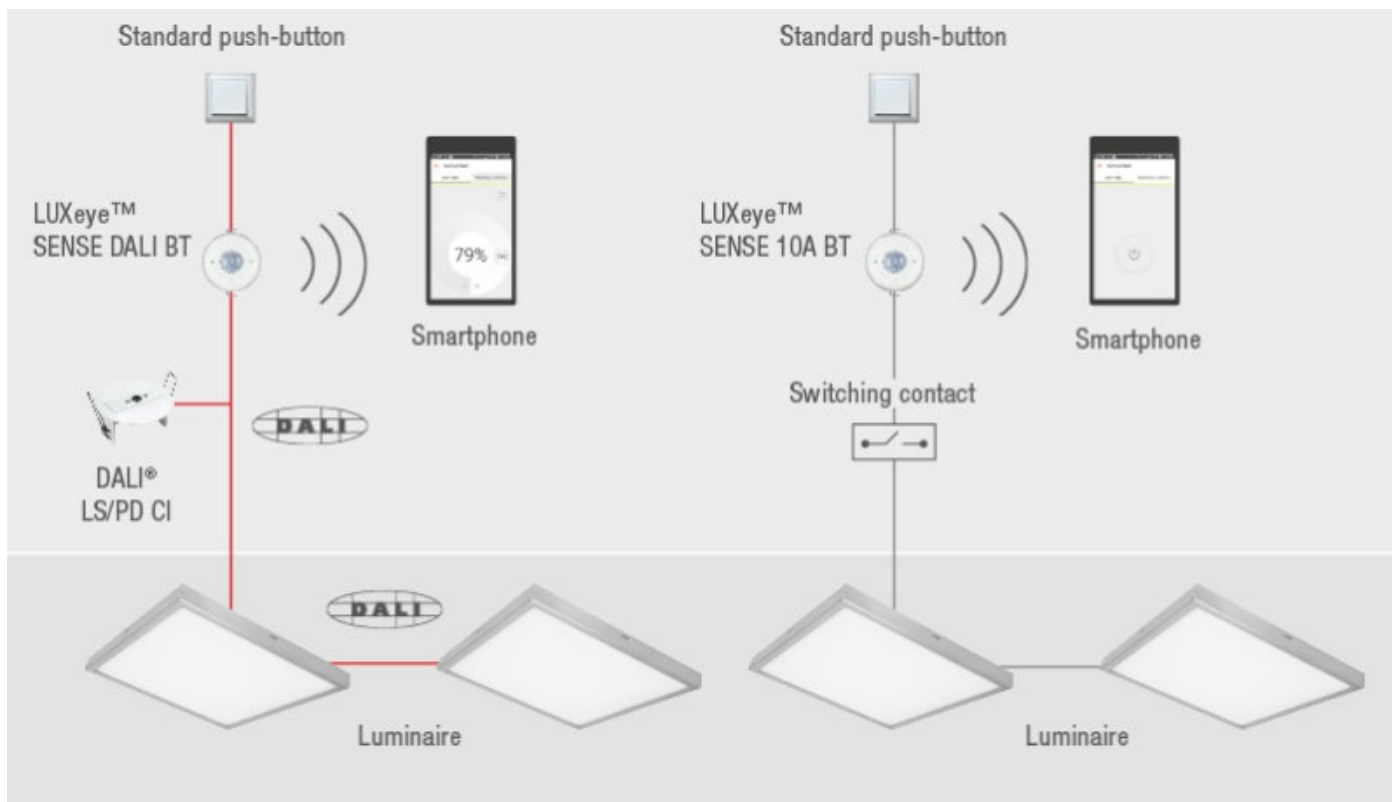 Standard push-button
LUXeye™
SENSE DALI BT
79%
Smartphone
DALI
DALI®
LS/PD CI
DALI
Luminaire
Standard push-button
LUXeye™
SENSE 10A BT
Smartphone
Switching contact
Luminaire